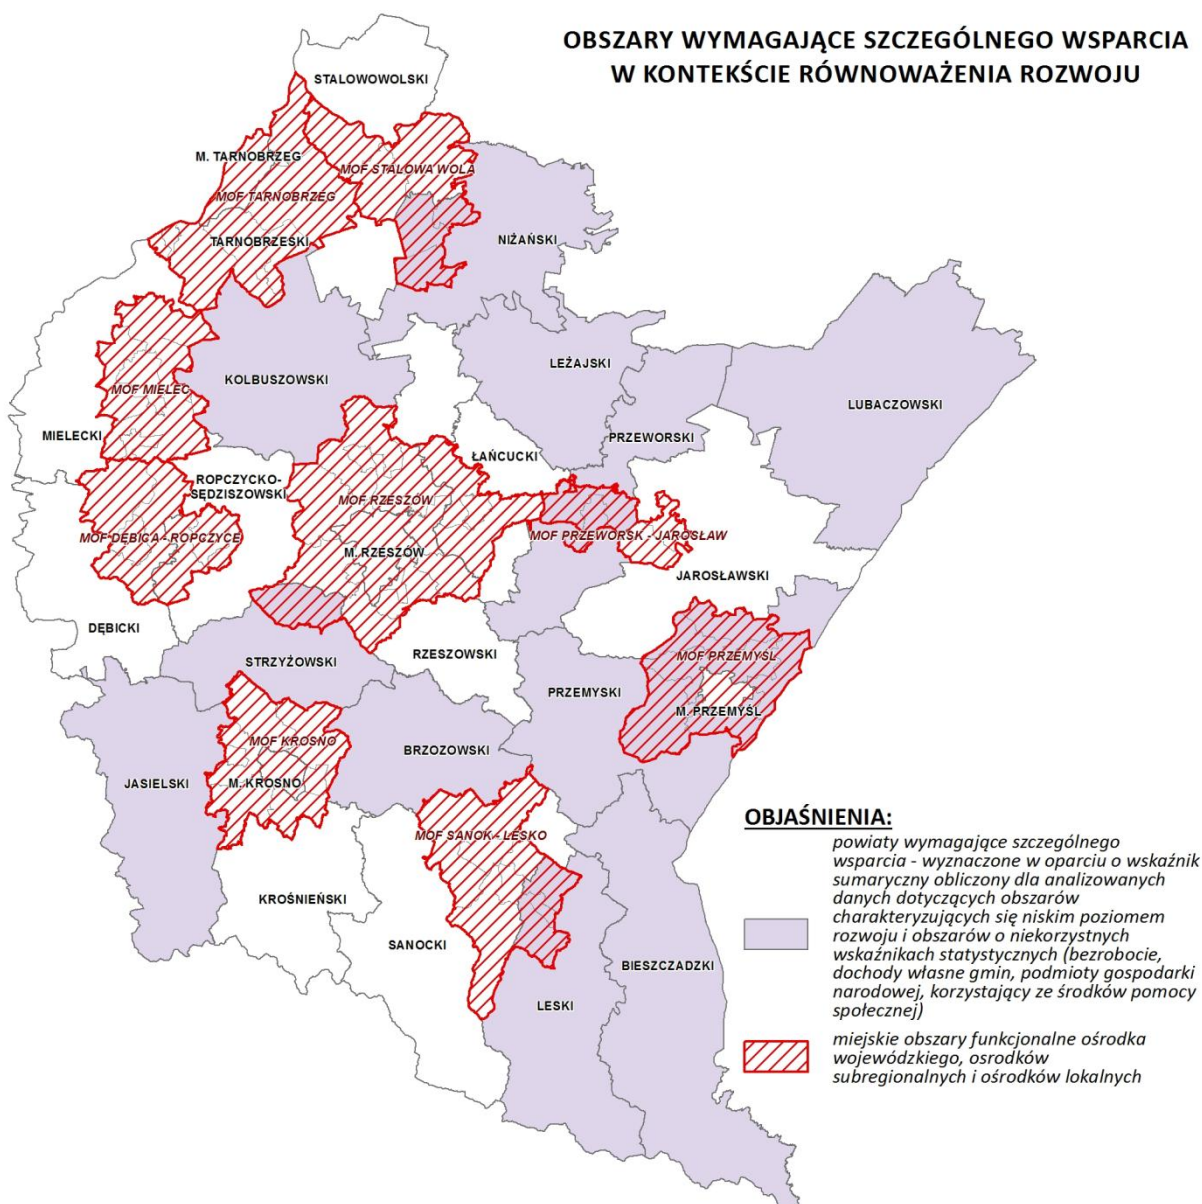 OBSZARY WYMAGAJĄCE SZCZEGÓLNEGO WSPARCIA
W KONTEKŚCIE RÓWNOWAŻENIA ROZWOJU
STALOWOWOLSKI
M. TARNOBRZEG
MOF STALOWA WOLA
MOF TARNOBRZEG
TARNOBRZESKI
NIŻAŃSKI
LEŻAJSKI
KOLBUSZOWSKI
MOF MIELEC
LUBACZOWSKI
MIELECKI
PRZEWORSKI
ŁAŃCUCKI
ROPCZYCKO-
SĘDZISZOWSKI
MOF RZESZÓW
MOF DĘBICA - ROPCZYCE
MOF PRZEWORSK - JAROSŁAW
M. RZESZÓW
JAROSŁAWSKI
DĘBICKI
STRZYŻOWSKI
RZESZOWSKI
MOF PRZEMYŚL
PRZEMYSKI
M. PRZEMYŚL
MOF KROSNO
BRZOZOWSKI
JASIELSKI
M. KROSNO
MOF SANOK - LESKO
KROŚNIEŃSKI
SANOCKI
BIESZCZADZKI
LESKI
OBJAŚNIENIA:
powiaty wymagające szczególnego
wsparcia - wyznaczone w oparciu o wskaźnik
sumaryczny obliczony dla analizowanych
danych dotyczących obszarów
charakteryzujących się niskim poziomem
rozwoju i obszarów o niekorzystnych
wskaźnikach statystycznych (bezrobocie,
dochody własne gmin, podmioty gospodarki
narodowej, korzystający ze środków pomocy
społecznej)
miejskie obszary funkcjonalne ośrodka
wojewódzkiego, osrodków
subregionalnych i ośrodków lokalnych